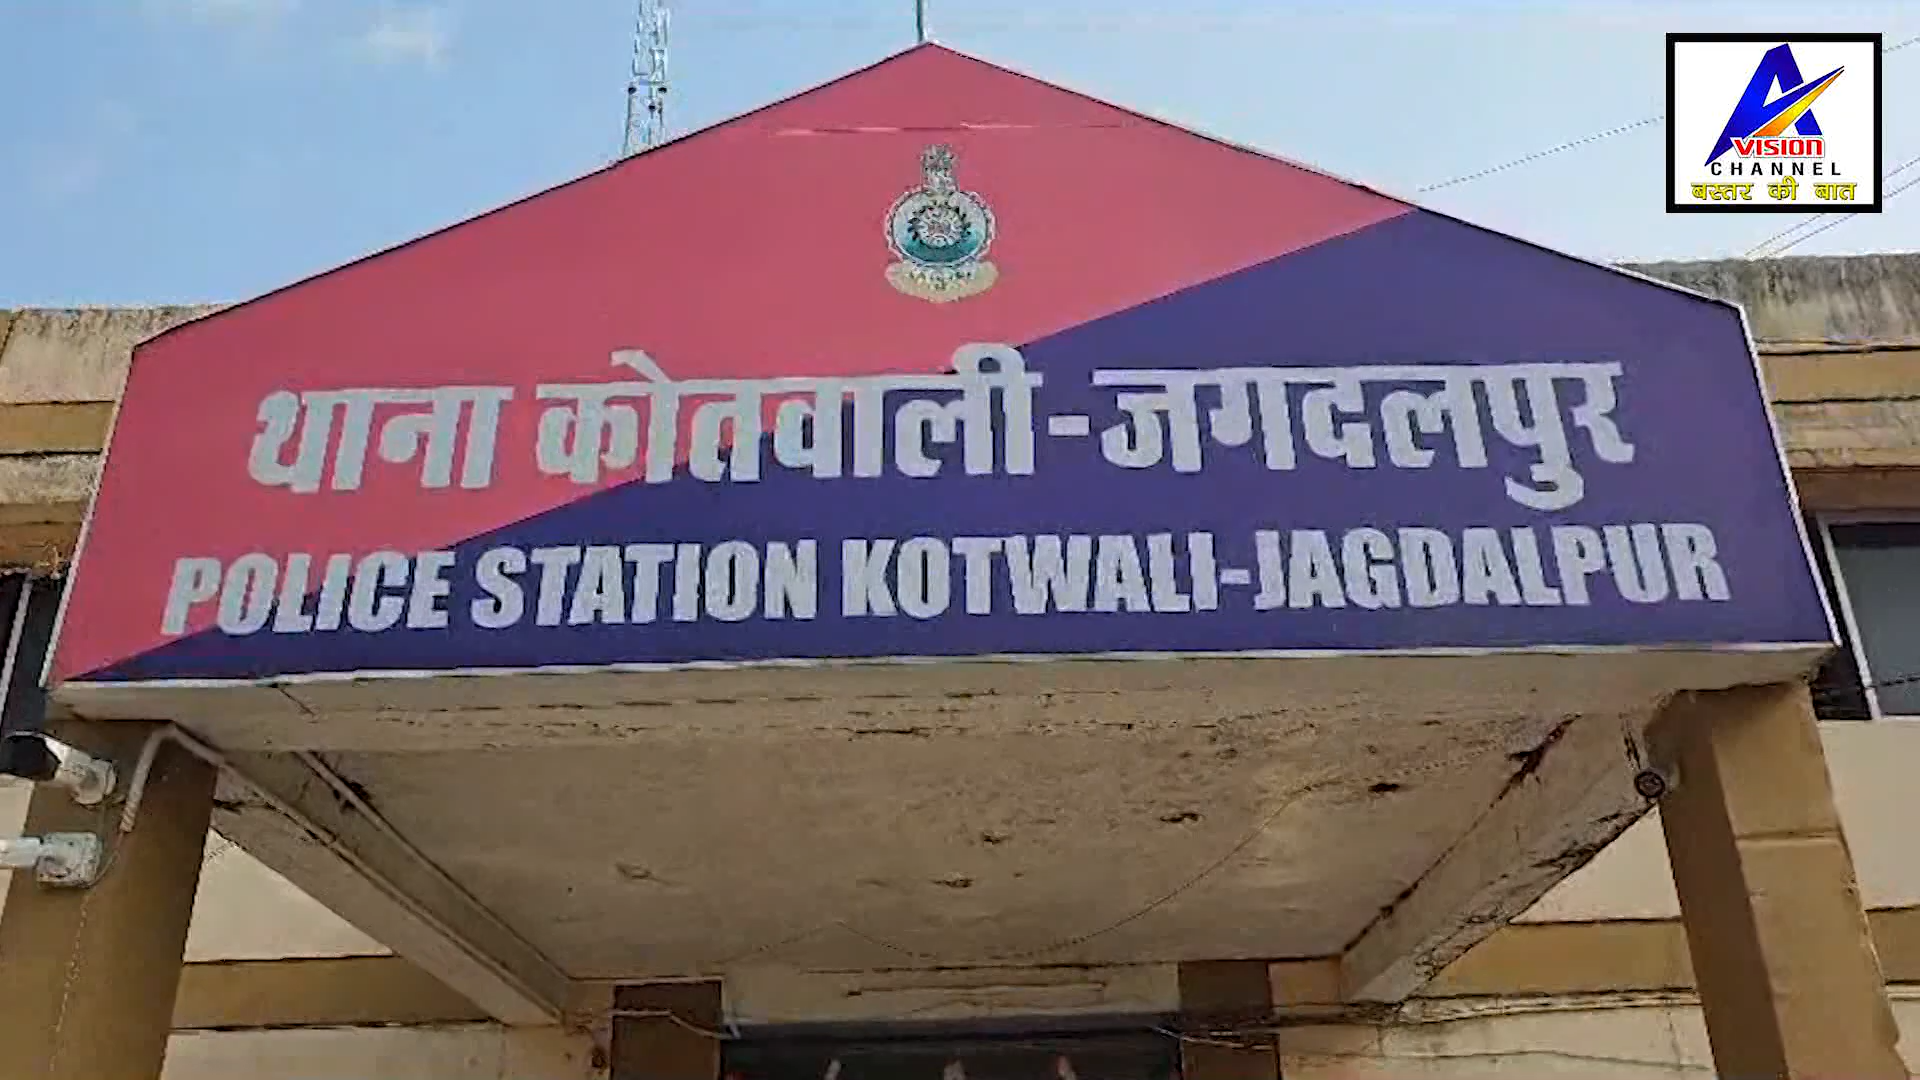 VISION
CHANNEL
बस्तर की बात
थाना कोतवाली-जगदलपुर
POLICE STATION KOTWALI-JAGDALPUR